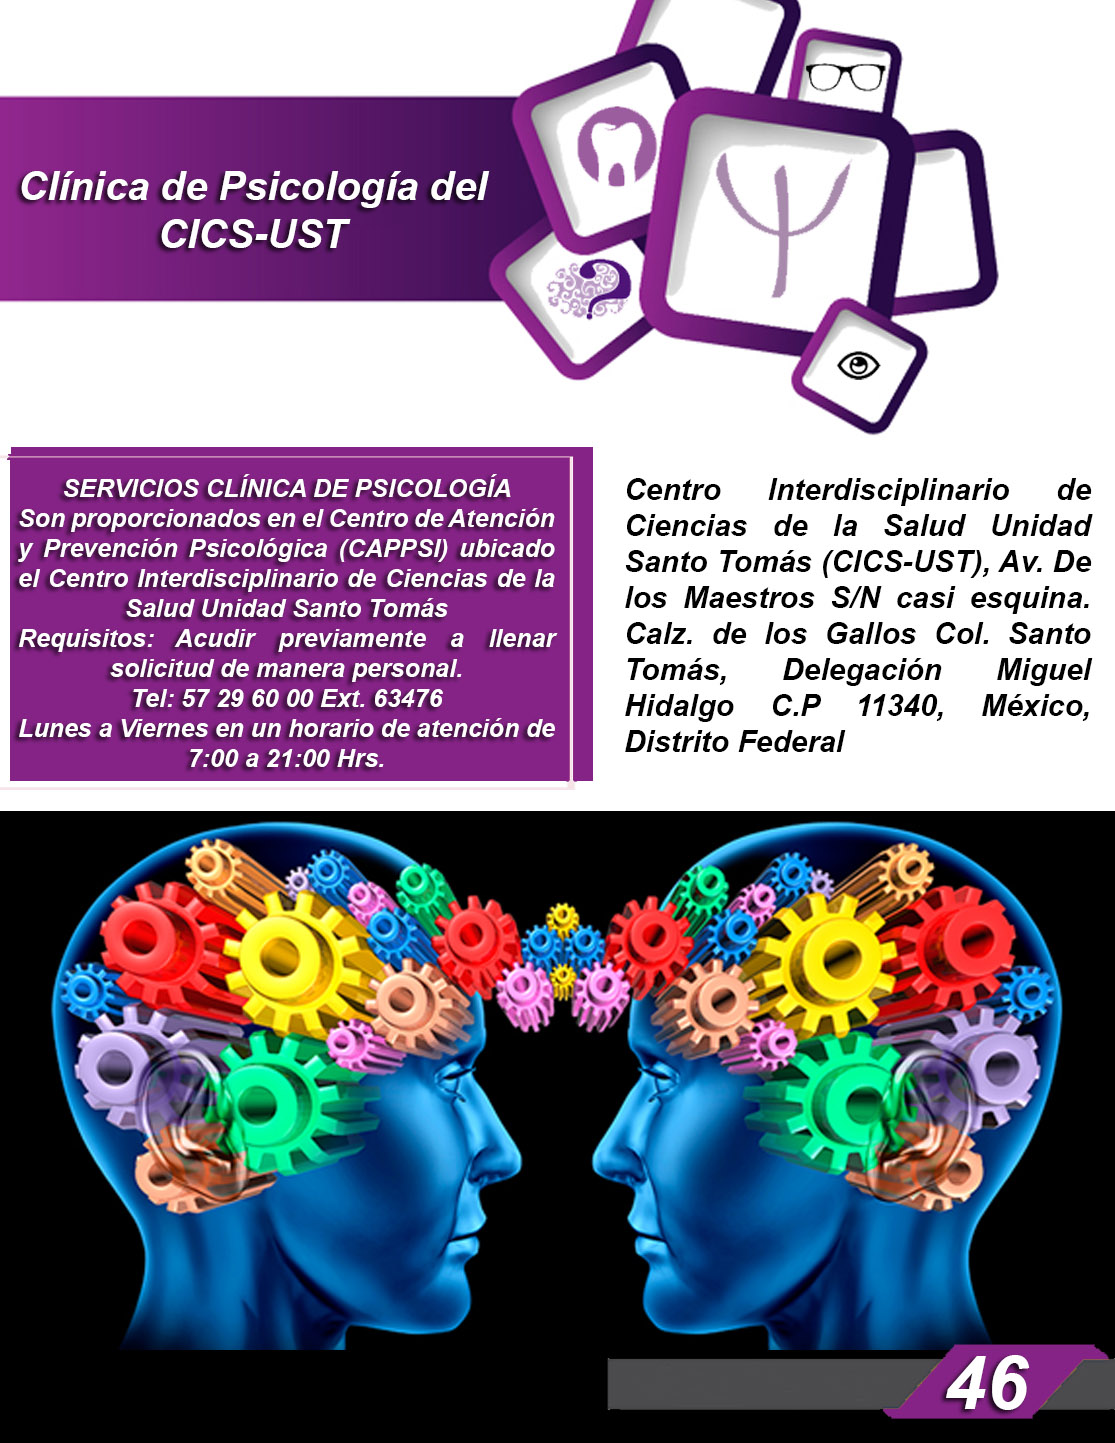 Clínica de Psicología del
CICS-UST
SERVICIOS CLÍNICA DE PSICOLOGÍA
Son proporcionados en el Centro de Atención
y Prevención Psicológica (CAPPSI) ubicado
el Centro Interdisciplinario de Ciencias de la
Salud Unidad Santo Tomás
Requisitos: Acudir previamente a llenar
solicitud de manera personal.
Tel: 57 29 60 00 Ext. 63476
Lunes a Viernes en un horario de atención de
7:00 a 21:00 Hrs.
Centro Interdisciplinario de
Ciencias de la Salud Unidad
Santo Tomás (CICS-UST), Av. De
los Maestros S/N casi esquina.
Calz. de los Gallos Col. Santo
Tomás, Delegación Miguel
Hidalgo C.P 11340, México,
Distrito Federal
46